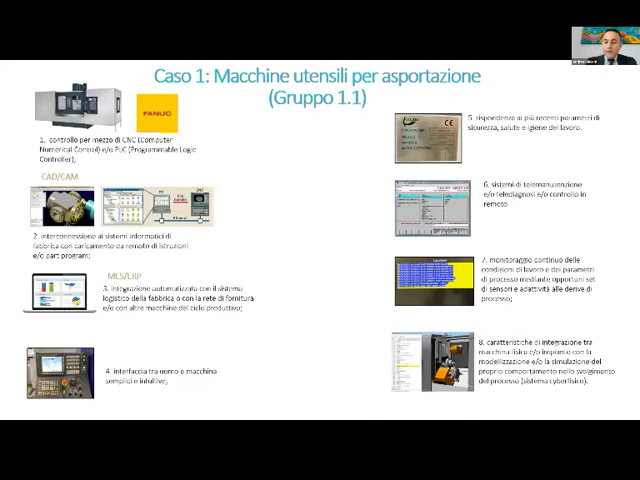 Caso 1: Macchine utensili per asportazione
(Gruppo 1.1)
FANUC
1. controllo per mezzo di CNC (Computer
Numerical Control) e/o PLC (Programmable Logic
Controller);
CAD/CAM
2. interconnessione ai sistemi informatici di
fabbrica con caricamento da remoto di istruzioni
e/o part program;
MES/ERP
3. integrazione automatizzata con il sistema
logistico della fabbrica o con la rete di fornitura
e/o con altre macchine del ciclo produttivo;
4. interfaccia tra uomo e macchina
semplici e intuitive;
5. rispondenza ai più recenti parametri di
sicurezza, salute e igiene del lavoro.
CE
6. sistemi di telemanutenzione
e/o telediagnosi e/o controllo in
remoto
7. monitoraggio continuo delle
condizioni di lavoro e dei parametri
di processo mediante opportuni set
di sensori e adattività alle derive di
processo;
8. caratteristiche di integrazione tra
macchina fisica e/o impianto con la
modellizzazione e/o la simulazione del
proprio comportamento nello svolgimento
del processo (sistema cyberfisico).